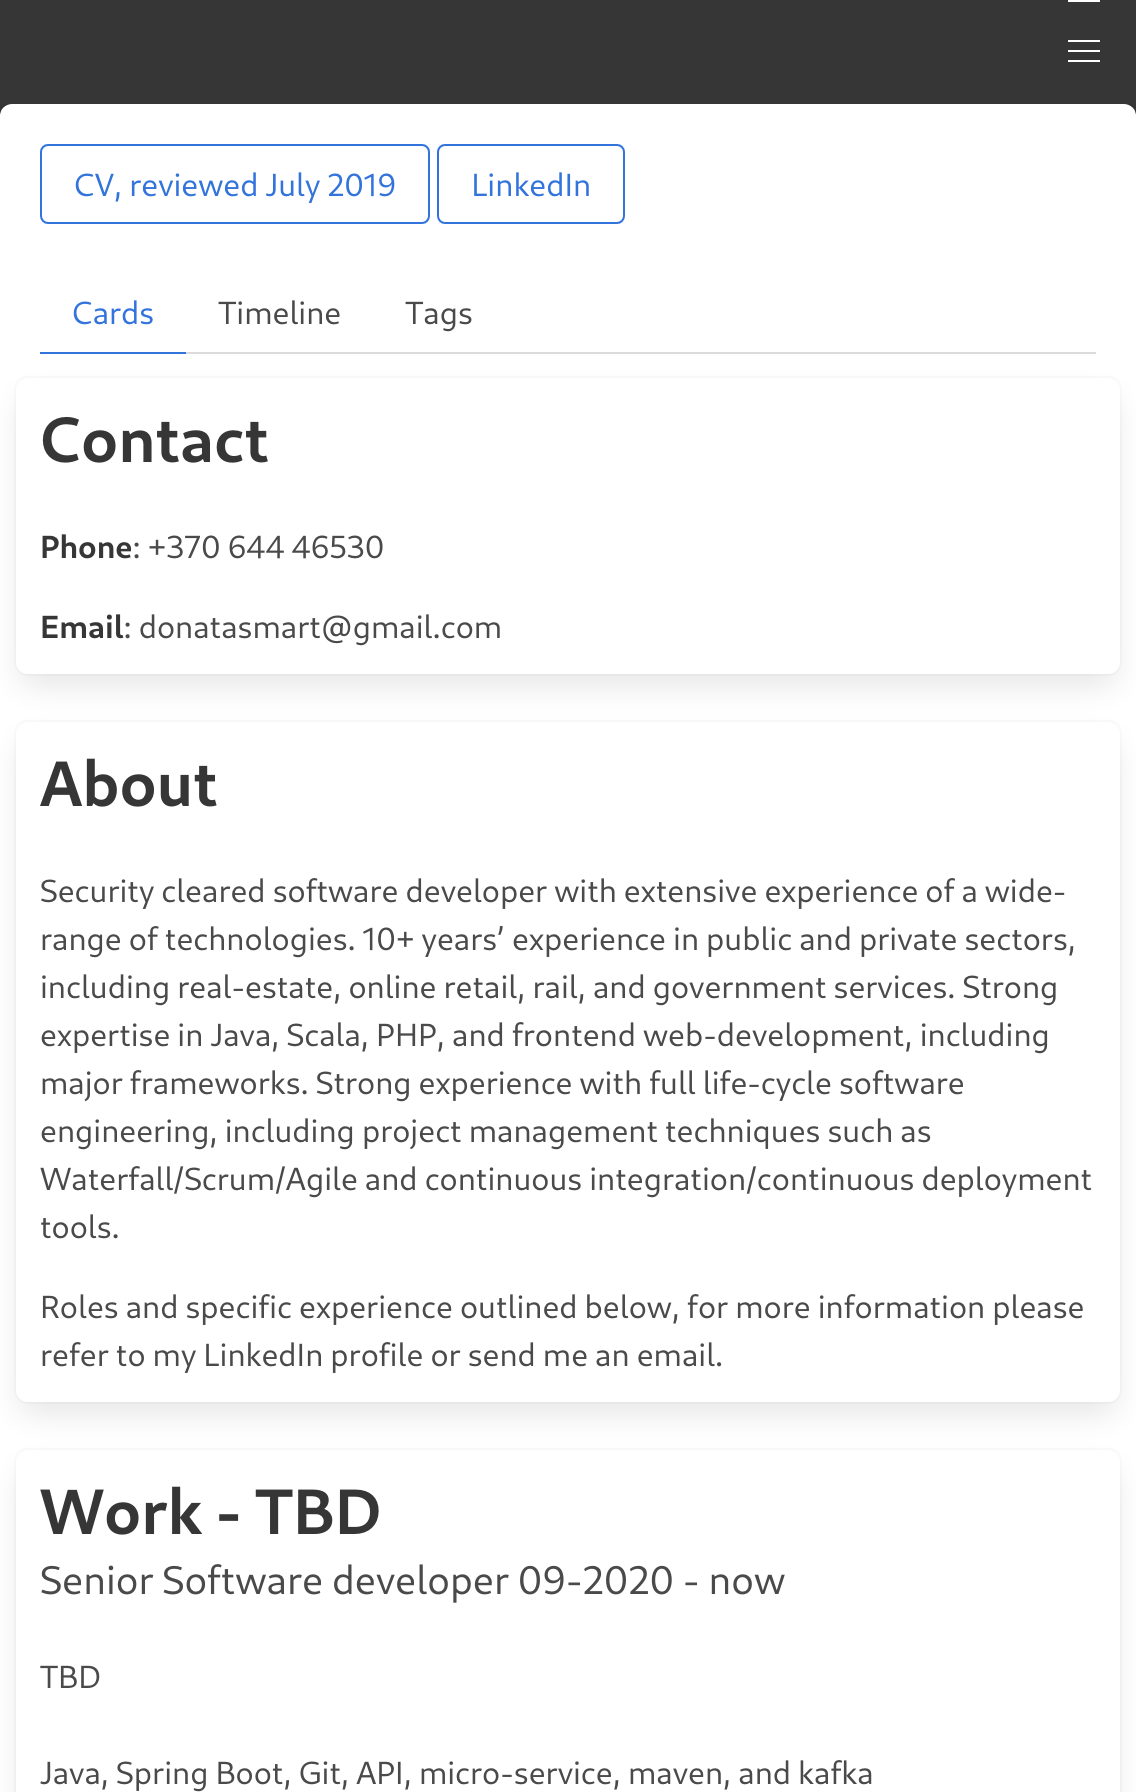 CV, reviewed July 2019
LinkedIn
Cards
Timeline
Tags
Contact
Phone: +370 644 46530
Email: donatasmart@gmail.com
About
Security cleared software developer with extensive experience of a wide-
range of technologies. 10+ years’ experience in public and private sectors,
including real-estate, online retail, rail, and government services. Strong
expertise in Java, Scala, PHP, and frontend web-development, including
major frameworks. Strong experience with full life-cycle software
engineering, including project management techniques such as
Waterfall/Scrum/Agile and continuous integration/continuous deployment
tools.
Roles and specific experience outlined below, for more information please
refer to my LinkedIn profile or send me an email.
Work - TBD
Senior Software developer 09-2020 - now
TBD
Java, Spring Boot, Git, API, micro-service, maven, and kafka